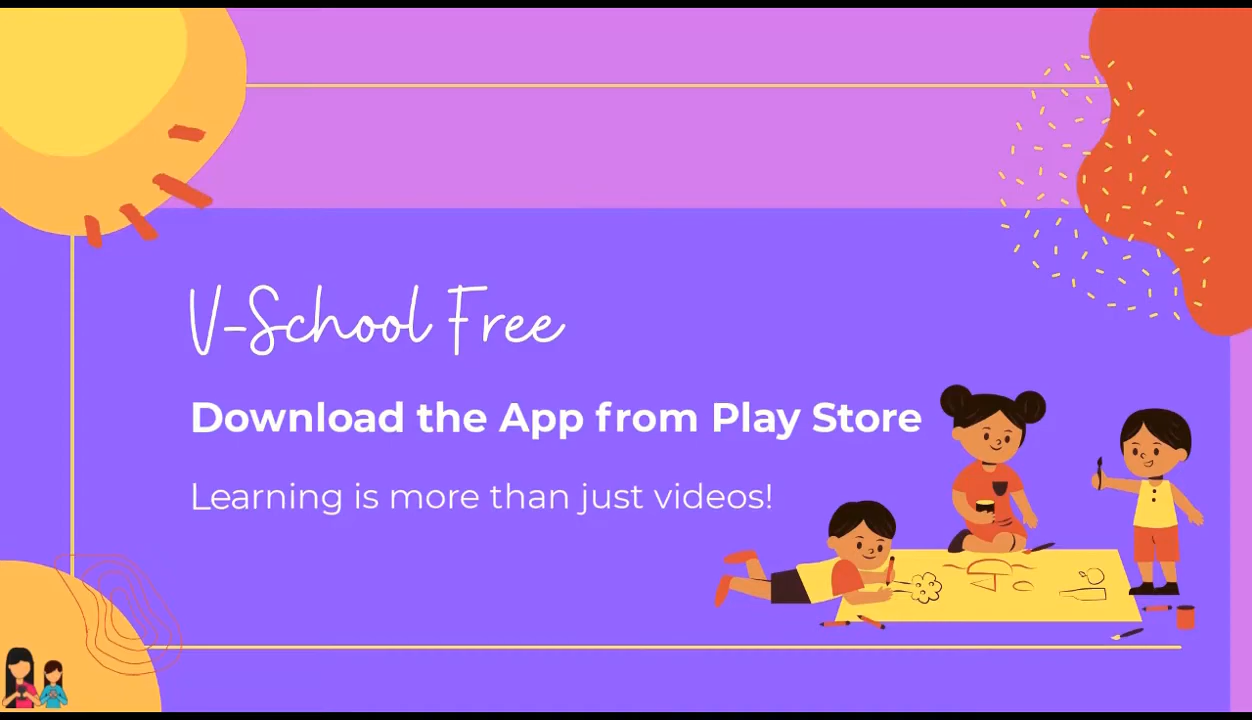 V-School Free
Download the App from Play Store
Learning is more than just videos!